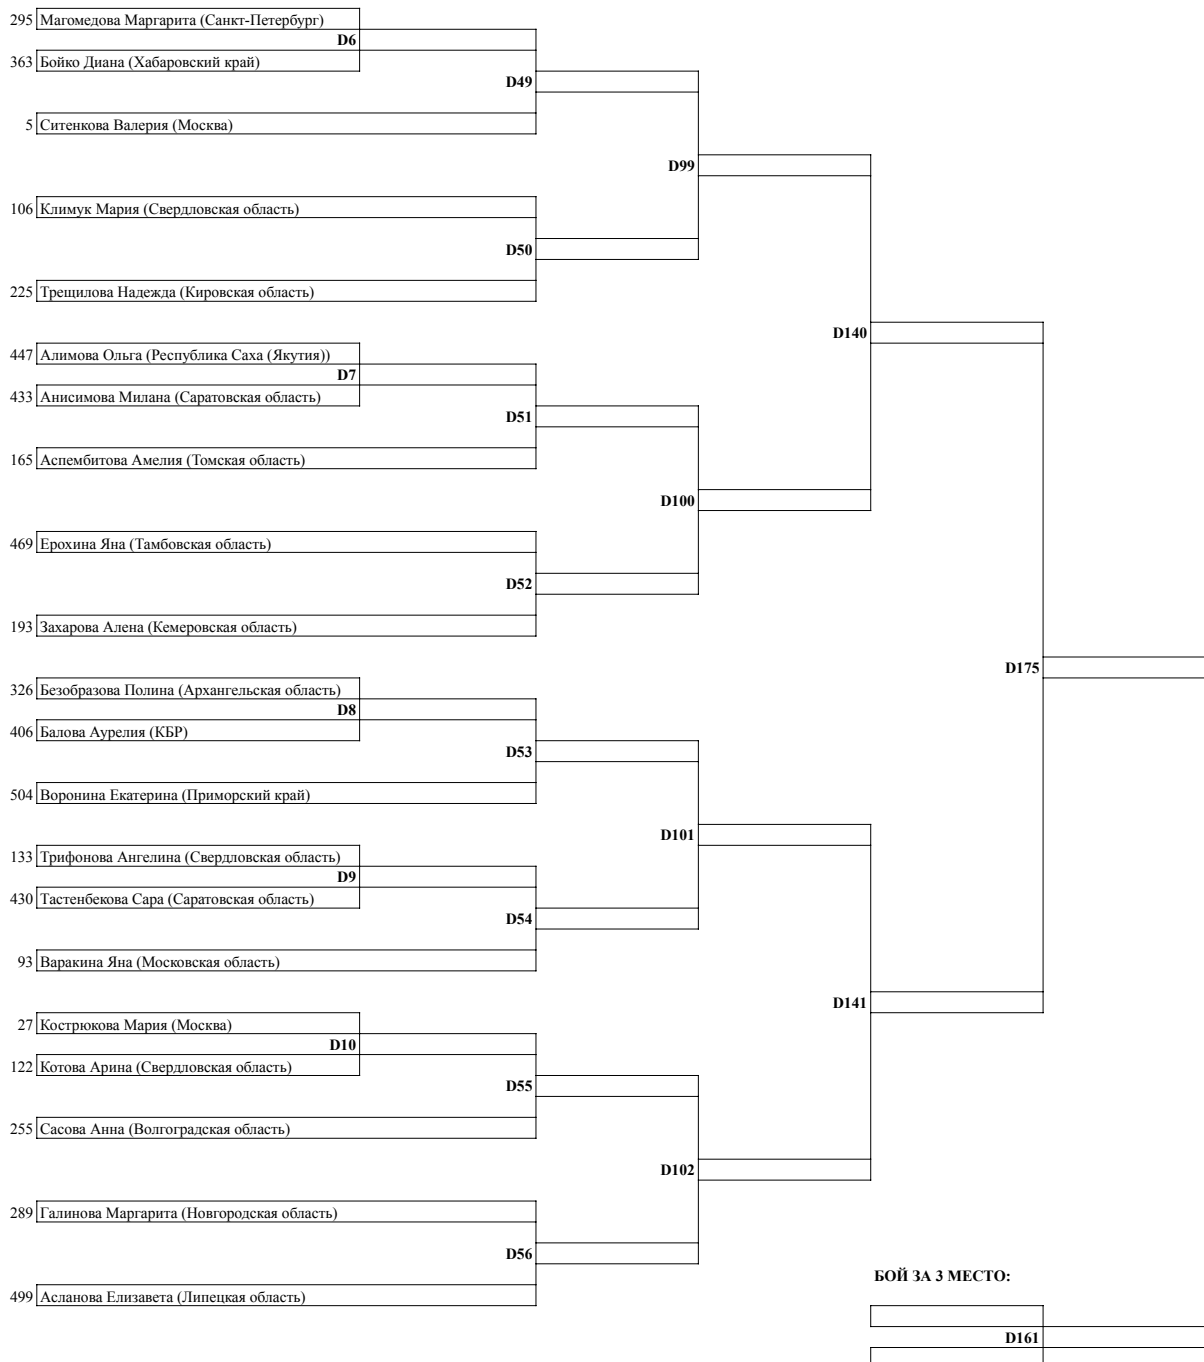 295 Магомедова Маргарита (Санкт-Петербург)
D6
363 Бойко Диана (Хабаровский край)
D49
5 Ситенкова Валерия (Москва)
D99
106 Климук Мария (Свердловская область)
D50
225 Трещилова Надежда (Кировская область)
D140
447 Алимова Ольга (Республика Саха (Якутия))
D7
433 Анисимова Милана (Саратовская область)
D51
165 Аспембитова Амелия (Томская область)
D100
469 Ерохина Яна (Тамбовская область)
D52
193 Захарова Алена (Кемеровская область)
D175
326 Безобразова Полина (Архангельская область)
D8
406 Балова Аурелия (КБР)
D53
504 Воронина Екатерина (Приморский край)
D101
133 Трифонова Ангелина (Свердловская область)
D9
430 Тастенбекова Сара (Саратовская область)
D54
93 Варакина Яна (Московская область)
D141
27 Кострюкова Мария (Москва)
D10
122 Котова Арина (Свердловская область)
D55
255 Сасова Анна (Волгоградская область)
D102
289 Галинова Маргарита (Новгородская область)
D56
БОЙ ЗА 3 МЕСТО:
499 Асланова Елизавета (Липецкая область)
D161